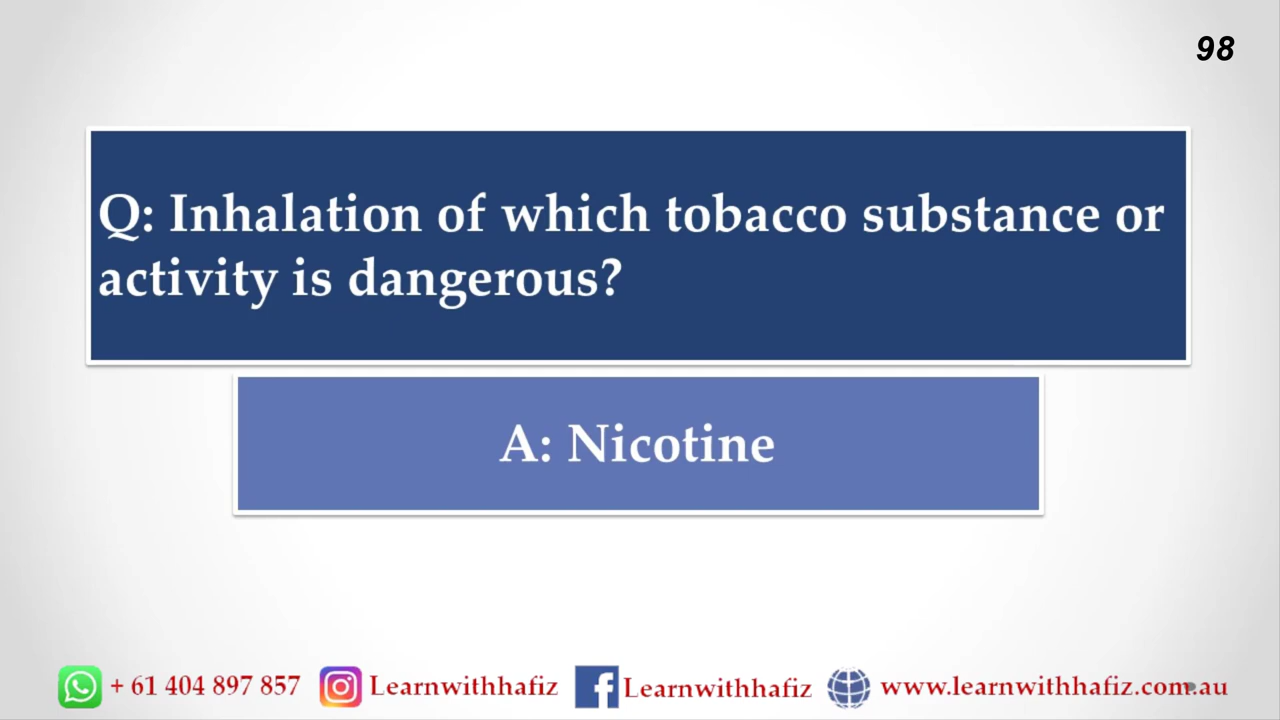 98
Q: Inhalation of which tobacco substance or
activity is dangerous?
A: Nicotine
+ 61 404 897 857 Learnwithhafiz Learnwithhafiz www.learnwithhafiz.com.au